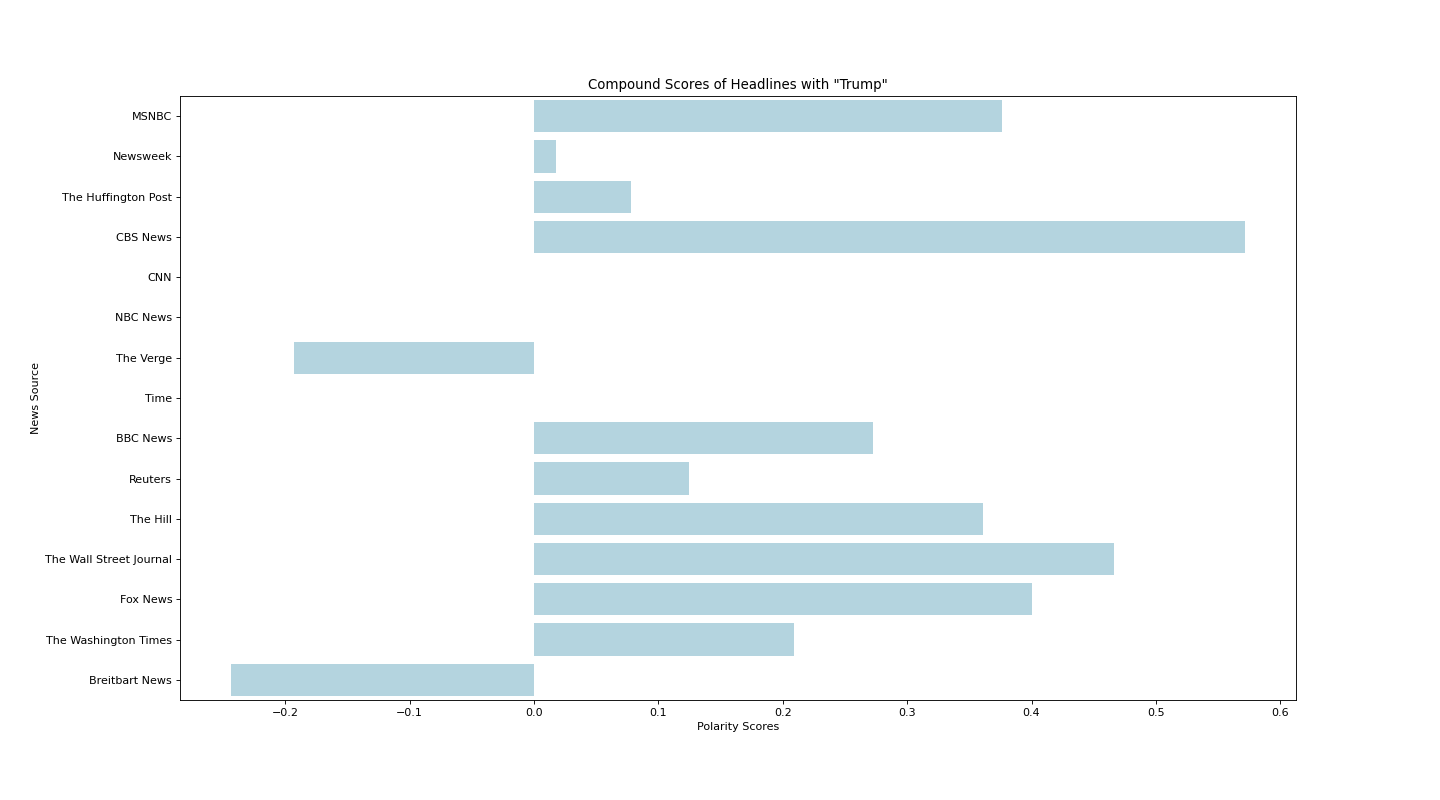 Compound Scores of Headlines with "Trump"
MSNBC
Newsweek
The Huffington Post
CBS News
CNN
NBC News
The Verge
Time
BBC News
Reuters
The Hill
The Wall Street Journal
Fox News
The Washington Times
Breitbart News
News Source
−0.2 −0.1 0.0 0.1 0.2 0.3 0.4 0.5 0.6
Polarity Scores